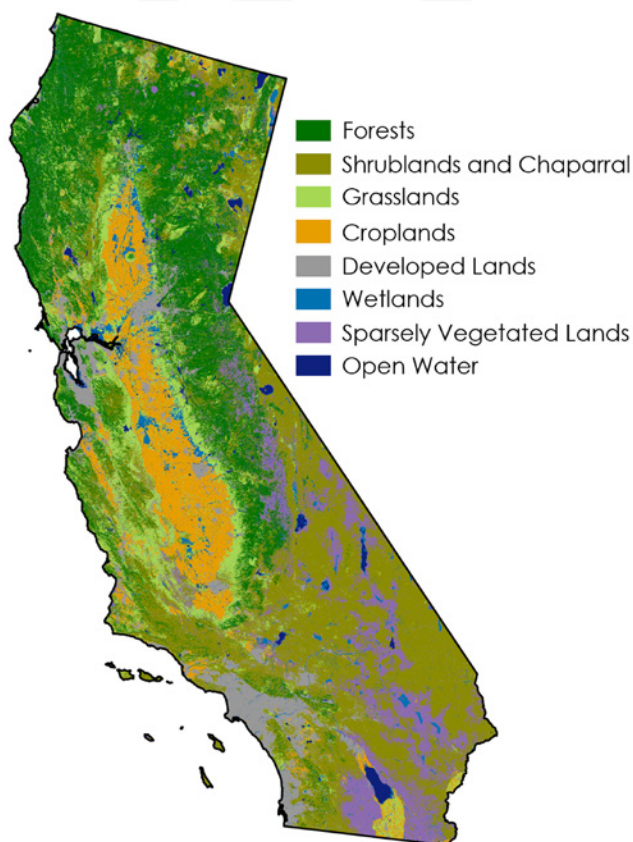 Forests
Shrublands and Chaparral
Grasslands
Croplands
Developed Lands
Wetlands
Sparsely Vegetated Lands
Open Water